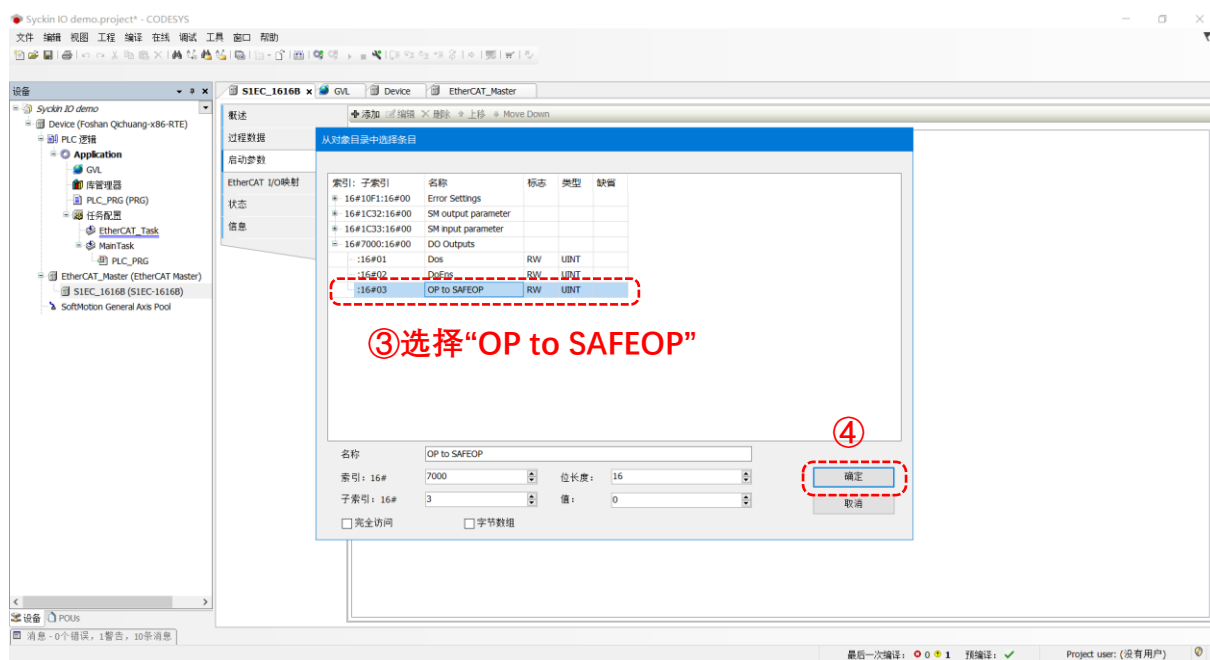 Syckin IO demo.project* - CODESYS
文件 编辑 视图 工程 编译 在线 调试 工具 窗口 帮助
设备
S1EC_1616B GVL Device EtherCAT_Master
Syckin IO demo
Device (Foshan Qichuang-x86-RTE)
PLC 逻辑
Application
GVL
库管理器
PLC_PRG (PRG)
任务配置
EtherCAT_Task
MainTask
PLC_PRG
EtherCAT_Master (EtherCAT Master)
S1EC_1616B (S1EC-1616B)
SoftMotion General Axis Pool
概述
过程数据
启动参数
EtherCAT I/O映射
状态
信息
添加 编辑 删除 上移 Move Down
从对象目录中选择条目
索引: 子索引 名称 标志 类型 缺省
16#10F1:16#00 Error Settings
16#1C32:16#00 SM output parameter
16#1C33:16#00 SM input parameter
16#7000:16#00 DO Outputs
:16#01 Dos RW UINT
:16#02 DoEns RW UINT
:16#03 OP to SAFEOP RW UINT
③选择“OP to SAFEOP”
④
名称 OP to SAFEOP
索引: 16# 7000 位长度: 16
子索引: 16# 3 值: 0
完全访问 字节数组
确定
取消
设备 POUs
消息 - 0个错误, 1警告, 10条消息
最后一次编译: 0 1 预编译: Project user: (没有用户)